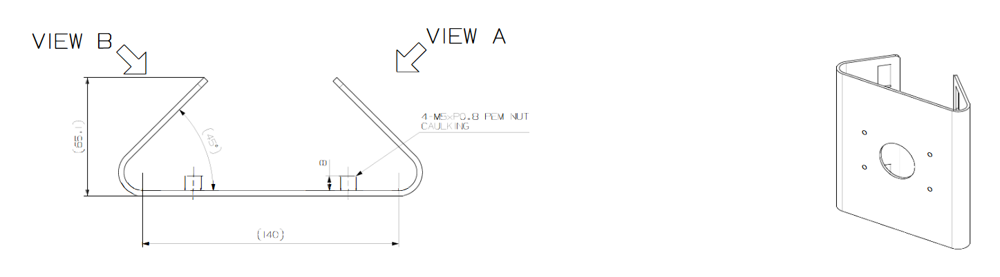 VIEW B
VIEW A
4-M5xP0.8 PEM NUT
CAULKING
(65.1)
(45°)
8
(140)